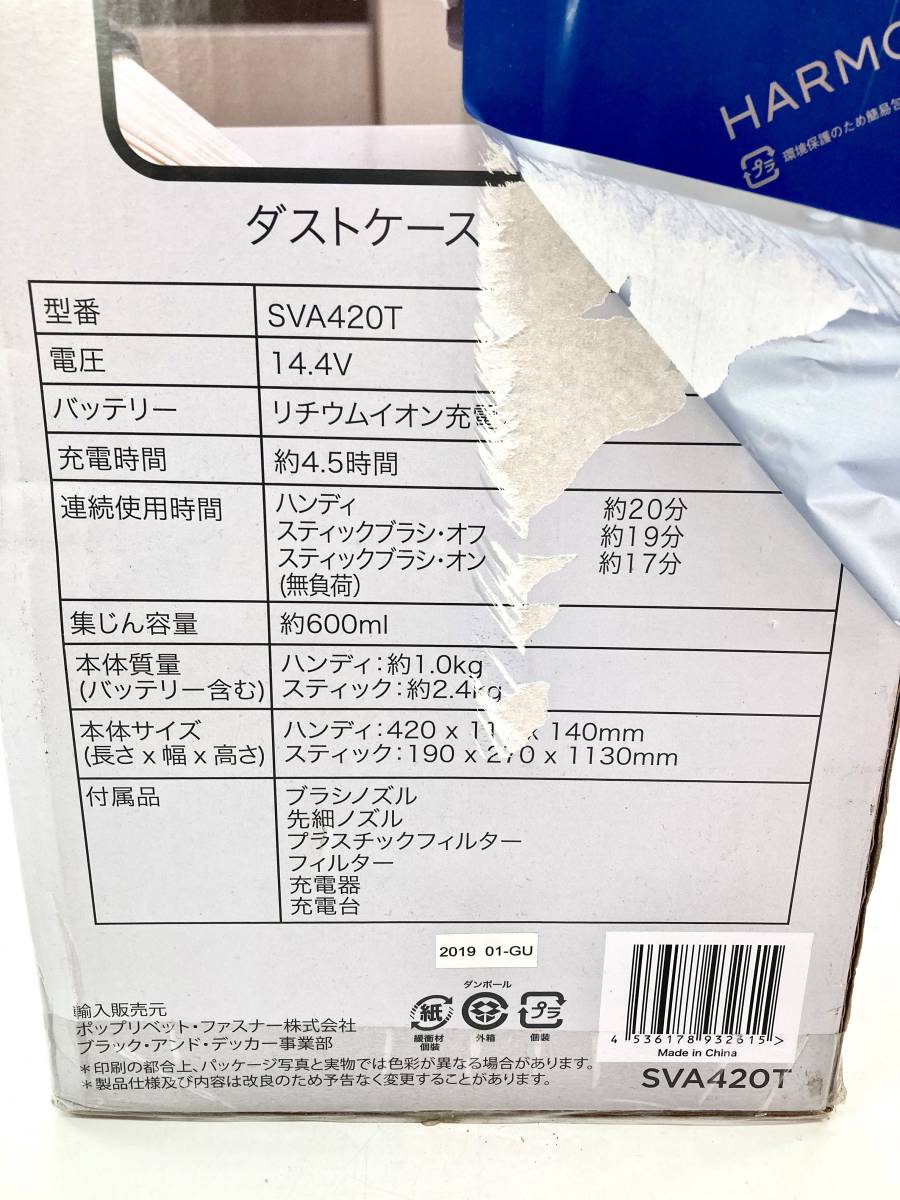 HARMO
プラ 環境保護のため簡易包
ダストケース
型番 SVA420T
電圧 14.4V
バッテリー リチウムイオン充電
充電時間 約4.5時間
連続使用時間 ハンディ 約20分
スティックブラシ・オフ 約19分
スティックブラシ・オン 約17分
(無負荷)
集じん容量 約600ml
本体質量 ハンディ:約1.0kg
(バッテリー含む) スティック:約2.4kg
本体サイズ ハンディ:420 x 11 x 140mm
(長さ x 幅 x 高さ) スティック:190 x 270 x 1130mm
付属品 ブラシノズル
先細ノズル
プラスチックフィルター
フィルター
充電器
充電台
2019 01-GU
ダンボール
紙 プラ
緩衝材 外箱 個装
個装
輸入販売元
ポップリベット・ファスナー株式会社
ブラック・アンド・デッカー事業部
*印刷の都合上、パッケージ写真と実物では色彩が異なる場合があります。
*製品仕様及び内容は改良のため予告なく変更することがあります。
4 536178 932615 >
Made in China
SVA420T